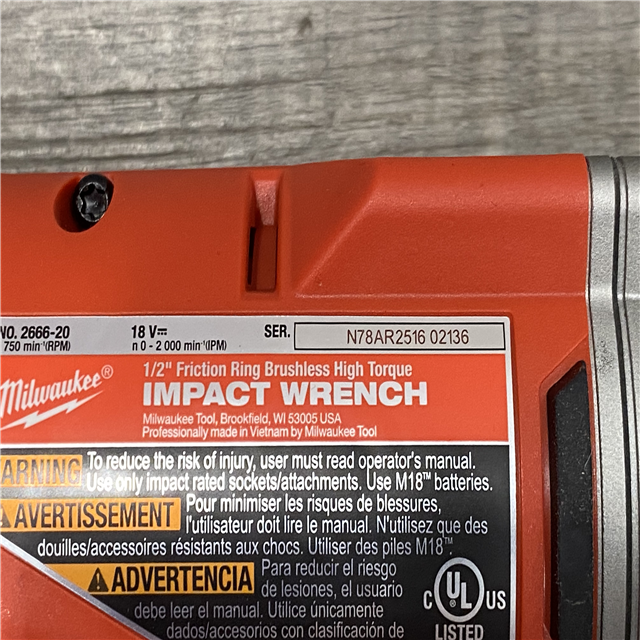 NO. 2666-20 18 V⎓ SER. N78AR2516 02136
750 min⁻¹(RPM) n 0 - 2 000 min⁻¹(IPM)
Milwaukee®
1/2" Friction Ring Brushless High Torque
IMPACT WRENCH
Milwaukee Tool, Brookfield, WI 53005 USA
Professionally made in Vietnam by Milwaukee Tool
WARNING To reduce the risk of injury, user must read operator's manual.
Use only impact rated sockets/attachments. Use M18™ batteries.
AVERTISSEMENT Pour minimiser les risques de blessures,
l'utilisateur doit lire le manual. N'utilisez que des
douilles/accessoires résistants aux chocs. Utiliser des piles M18™.
ADVERTENCIA Para reducir el riesgo
de lesiones, el usuario
debe leer el manual. Utilice únicamente
dados/accesorios con clasificación de
C UL US
LISTED